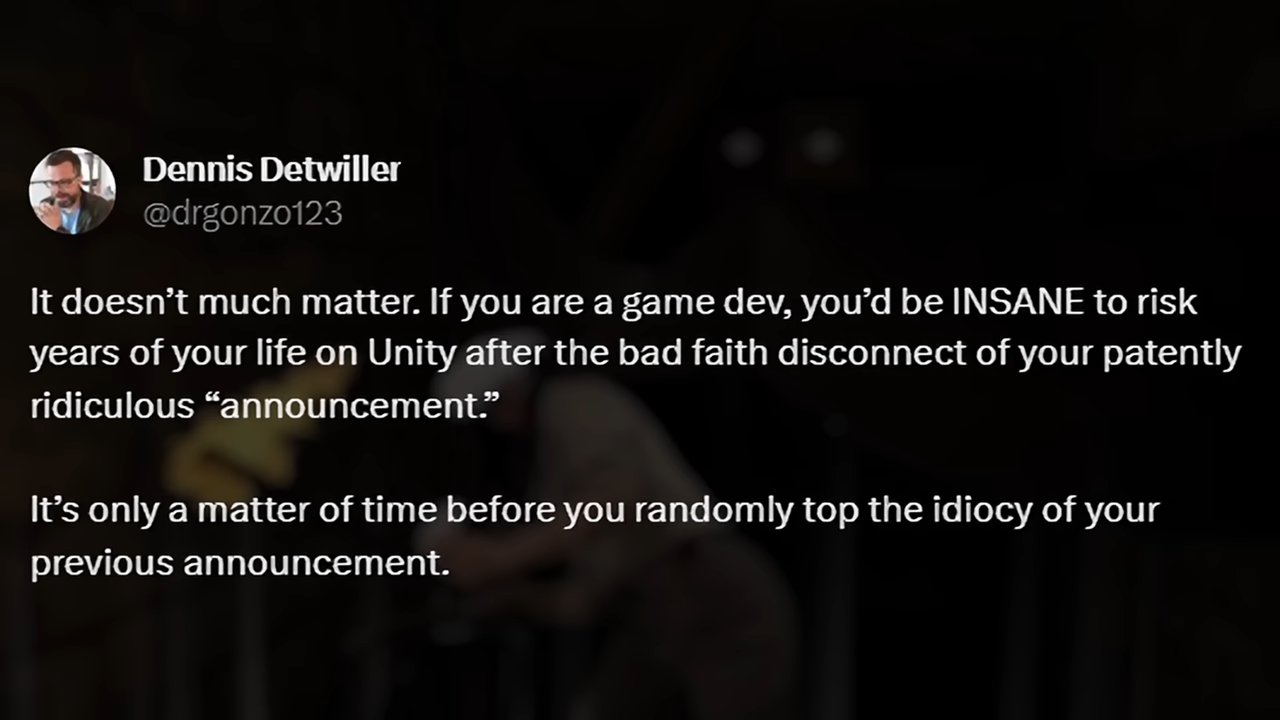 Dennis Detwiller
@drgonzo123
It doesn’t much matter. If you are a game dev, you’d be INSANE to risk
years of your life on Unity after the bad faith disconnect of your patently
ridiculous “announcement.”
It’s only a matter of time before you randomly top the idiocy of your
previous announcement.